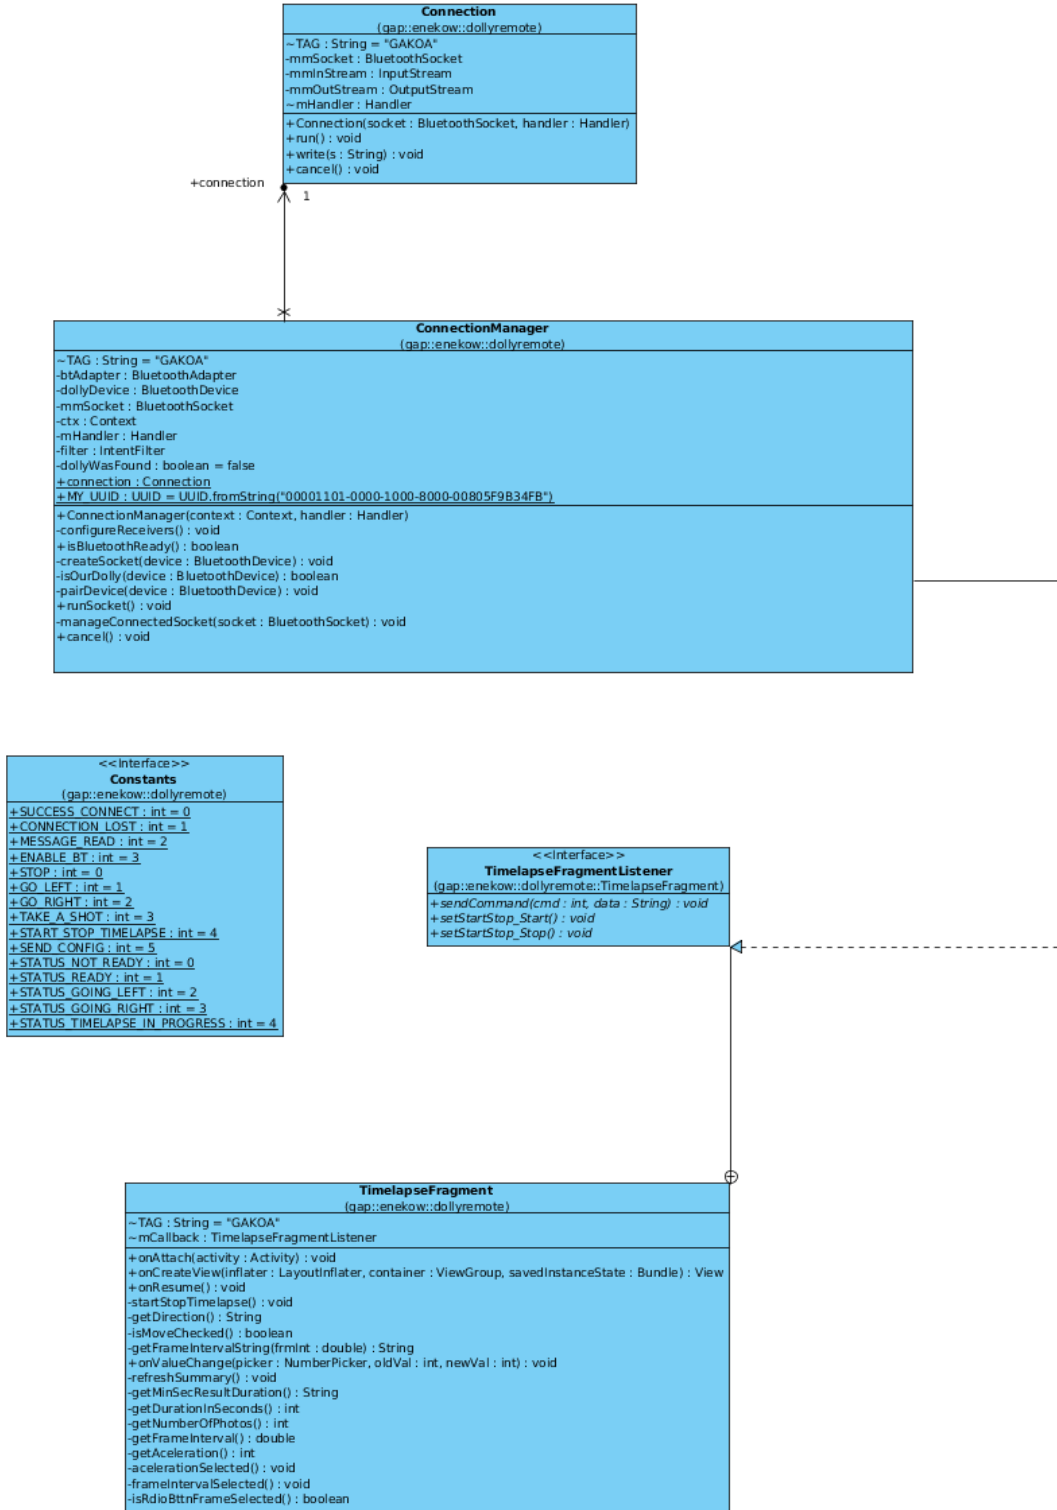 Connection
(gap::enekow::dollyremote)
~TAG : String = "GAKOA"
-mmSocket : BluetoothSocket
-mmInStream : InputStream
-mmOutStream : OutputStream
~mHandler : Handler
+Connection(socket : BluetoothSocket, handler : Handler)
+run() : void
+write(s : String) : void
+cancel() : void
+connection
1
ConnectionManager
(gap::enekow::dollyremote)
~TAG : String = "GAKOA"
-btAdapter : BluetoothAdapter
-dollyDevice : BluetoothDevice
-mmSocket : BluetoothSocket
-ctx : Context
-mHandler : Handler
-filter : IntentFilter
-dollyWasFound : boolean = false
+connection : Connection
+MY_UUID : UUID = UUID.fromString("00001101-0000-1000-8000-00805F9B34FB")
+ConnectionManager(context : Context, handler : Handler)
-configureReceivers() : void
+isBluetoothReady() : boolean
-createSocket(device : BluetoothDevice) : void
-isOurDolly(device : BluetoothDevice) : boolean
-pairDevice(device : BluetoothDevice) : void
+runSocket() : void
-manageConnectedSocket(socket : BluetoothSocket) : void
+cancel() : void
<<Interface>>
Constants
(gap::enekow::dollyremote)
+SUCCESS_CONNECT : int = 0
+CONNECTION_LOST : int = 1
+MESSAGE_READ : int = 2
+ENABLE_BT : int = 3
+STOP : int = 0
+GO_LEFT : int = 1
+GO_RIGHT : int = 2
+TAKE_A_SHOT : int = 3
+START_STOP_TIMELAPSE : int = 4
+SEND_CONFIG : int = 5
+STATUS_NOT_READY : int = 0
+STATUS_READY : int = 1
+STATUS_GOING_LEFT : int = 2
+STATUS_GOING_RIGHT : int = 3
+STATUS_TIMELAPSE_IN_PROGRESS : int = 4
<<Interface>>
TimelapseFragmentListener
(gap::enekow::dollyremote::TimelapseFragment)
+sendCommand(cmd : int, data : String) : void
+setStartStop_Start() : void
+setStartStop_Stop() : void
TimelapseFragment
(gap::enekow::dollyremote)
~TAG : String = "GAKOA"
~mCallback : TimelapseFragmentListener
+onAttach(activity : Activity) : void
+onCreateView(inflater : LayoutInflater, container : ViewGroup, savedInstanceState : Bundle) : View
+onResume() : void
-startStopTimelapse() : void
-getDirection() : String
-isMoveChecked() : boolean
-getFrameIntervalString(frmInt : double) : String
+onValueChange(picker : NumberPicker, oldVal : int, newVal : int) : void
-refreshSummary() : void
-getMinSecResultDuration() : String
-getDurationInSeconds() : int
-getNumberOfPhotos() : int
-getFrameInterval() : double
-getAceleration() : int
-acelerationSelected() : void
-frameIntervalSelected() : void
-isRdioBttnFrameSelected() : boolean